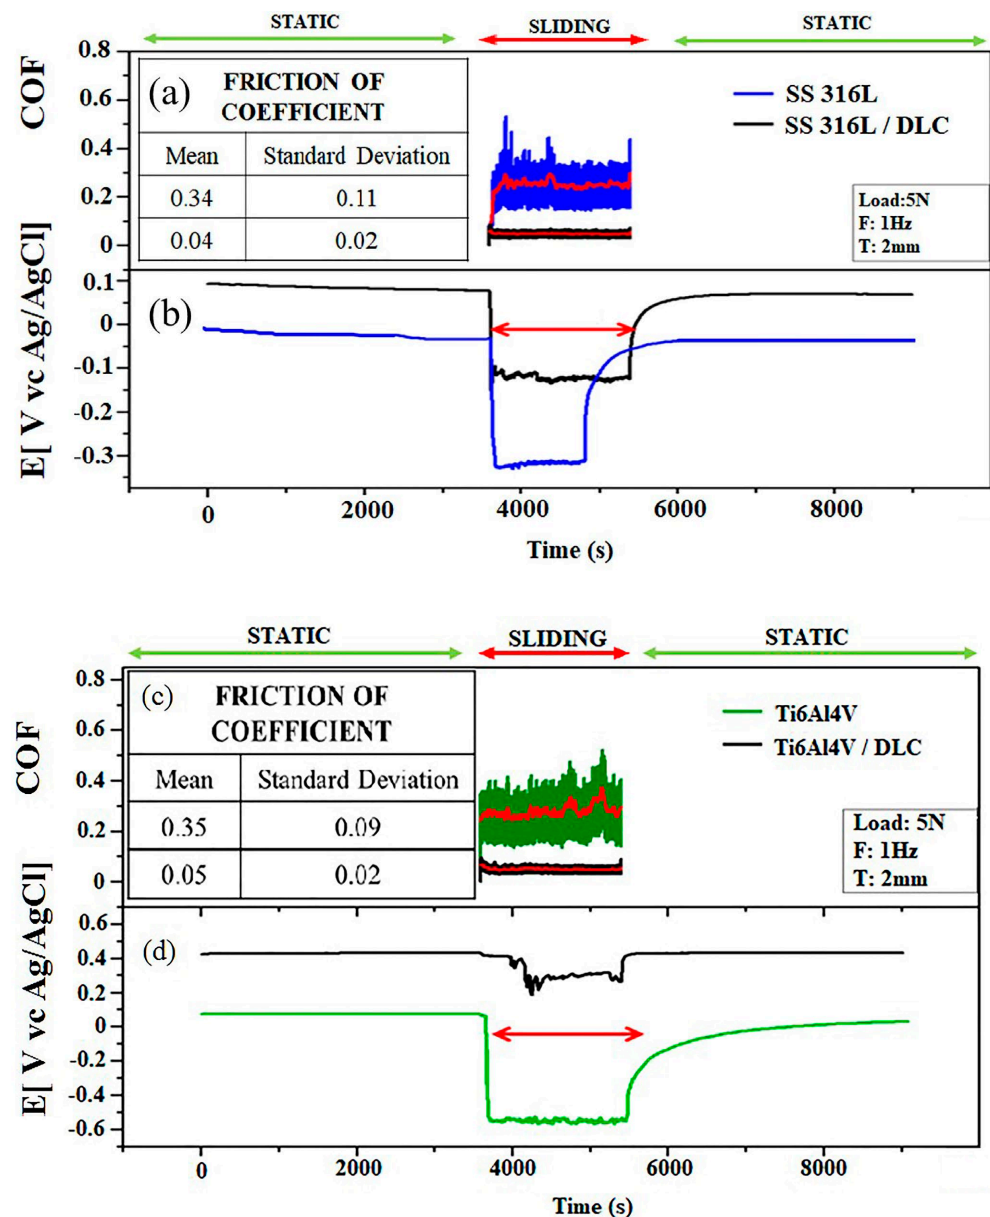 STATIC SLIDING STATIC
0.8
(a) FRICTION OF
COEFFICIENT
Mean Standard Deviation
0.34 0.11
0.04 0.02
COF
0.6
0.4
0.2
0
SS 316L
SS 316L / DLC
Load:5N
F: 1Hz
T: 2mm
E[ V vc Ag/AgCl]
(b)
0.1
0
-0.1
-0.2
-0.3
0 2000 4000 6000 8000
Time (s)
STATIC SLIDING STATIC
0.8
(c) FRICTION OF
COEFFICIENT
Mean Standard Deviation
0.35 0.09
0.05 0.02
COF
0.6
0.4
0.2
0
Ti6Al4V
Ti6Al4V / DLC
Load: 5N
F: 1Hz
T: 2mm
E[ V vc Ag/AgCl]
(d)
0.6
0.4
0.2
0
-0.2
-0.4
-0.6
0 2000 4000 6000 8000
Time (s)